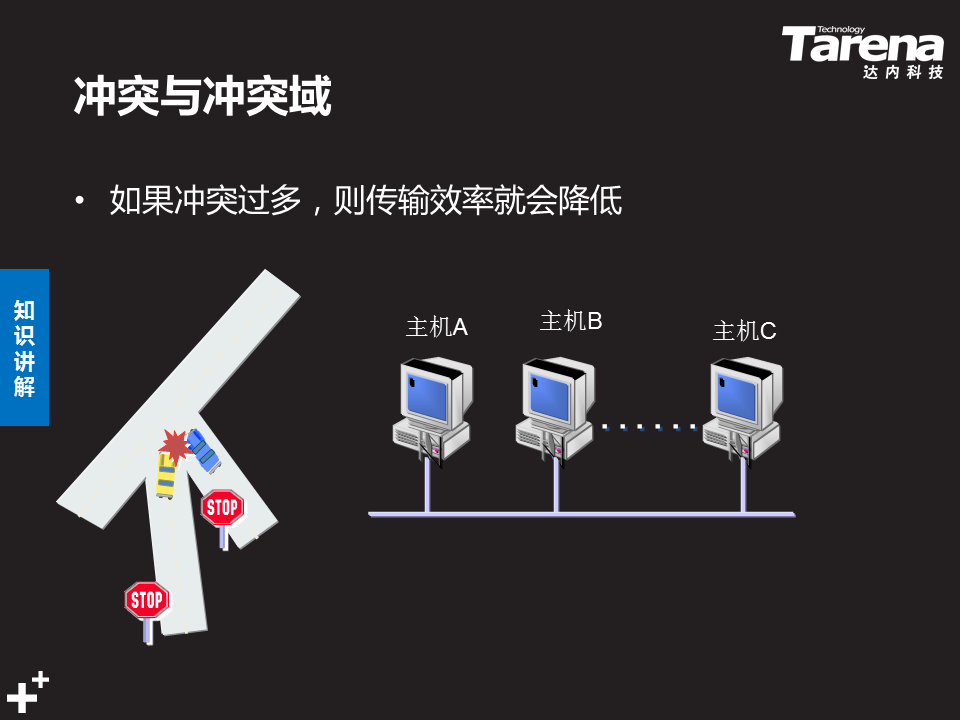 Technology
Tarena
达内科技
冲突与冲突域
• 如果冲突过多，则传输效率就会降低
知识讲解
主机A
主机B
主机C
STOP
STOP